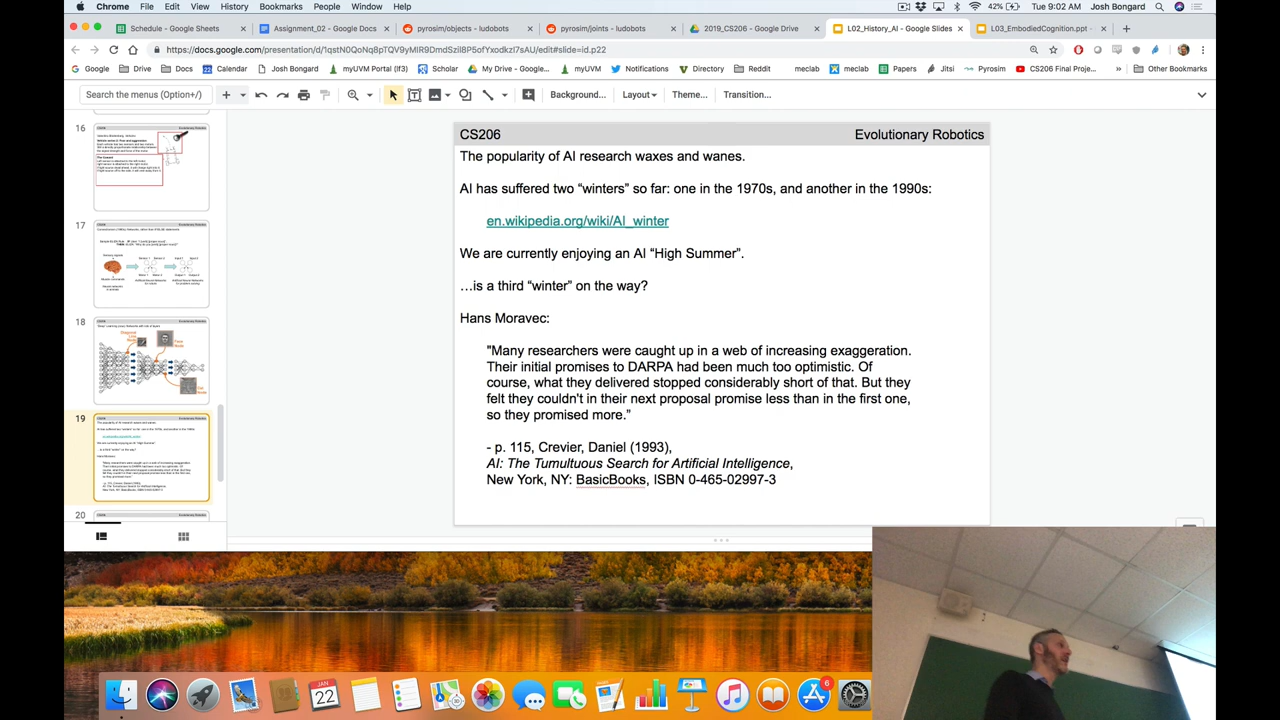 Chrome File Edit View History Bookmarks People Window Help
42% Tue 9:02 AM Josh Bongard
Schedule - Google Sheets
Assignment_02 - Google Docs
pyrosim/objects - ludobots
pyrosim/joints - ludobots
2019_CS206 - Google Drive
L02_History_AI - Google Slides
L03_EmbodiedCognition.ppt -
https://docs.google.com/presentation/d/1qstN0QoNq8pTQV9yMIR9DmdSzil8P5ofYxodKz7sAU/edit#slide=id.p22
Google Drive Docs Calendar Josh Bongard myUVM Portal (If3) Scholar My Drive - Google... myUVM Notifications Directory Reddit meclab meclab Papers Jitsi Pyrosim CS206 Final Proje... » Other Bookmarks
Search the menus (Option+/)
Background... Layout Theme... Transition...
16
17
18
19
20
CS206 Evolutionary Robotics
The popularity of AI research waxes and wanes.
AI has suffered two “winters” so far: one in the 1970s, and another in the 1990s:
en.wikipedia.org/wiki/AI_winter
We are currently enjoying an AI “High Summer”.
…is a third “winter” on the way?
Hans Moravec:
"Many researchers were caught up in a web of increasing exaggeration.
Their initial promises to DARPA had been much too optimistic. Of
course, what they delivered stopped considerably short of that. But they
felt they couldn't in their next proposal promise less than in the first one,
so they promised more."
- p. 115. Crevier, Daniel (1993),
AI: The Tumultuous Search for Artificial Intelligence,
New York, NY: BasicBooks, ISBN 0-465-02997-3
JAN
6